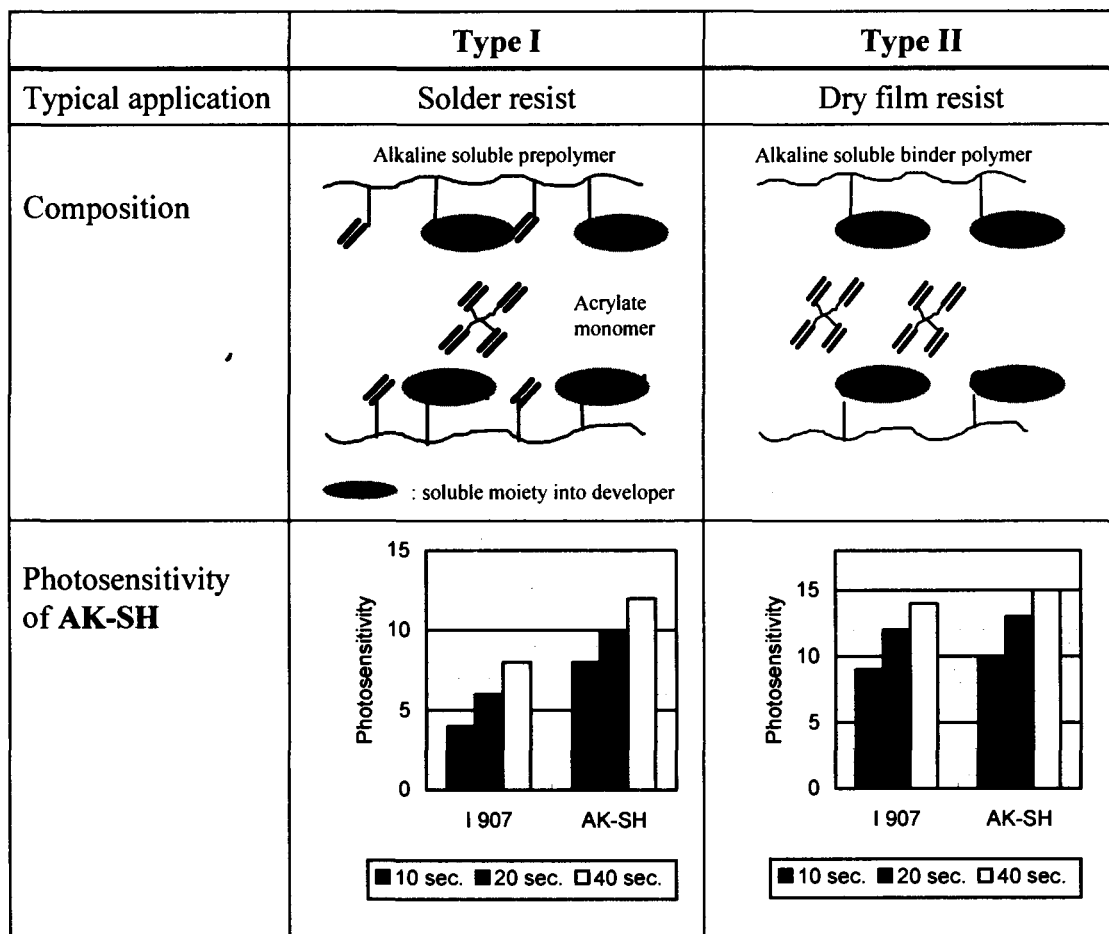 Type I
Type II
Typical application
Solder resist
Dry film resist
Composition
Alkaline soluble prepolymer
Acrylate
monomer
: soluble moiety into developer
Alkaline soluble binder polymer
Photosensitivity
of AK-SH
Photosensitivity
15
10
5
0
I 907
AK-SH
10 sec.
20 sec.
40 sec.
Photosensitivity
15
10
5
0
I 907
AK-SH
10 sec.
20 sec.
40 sec.